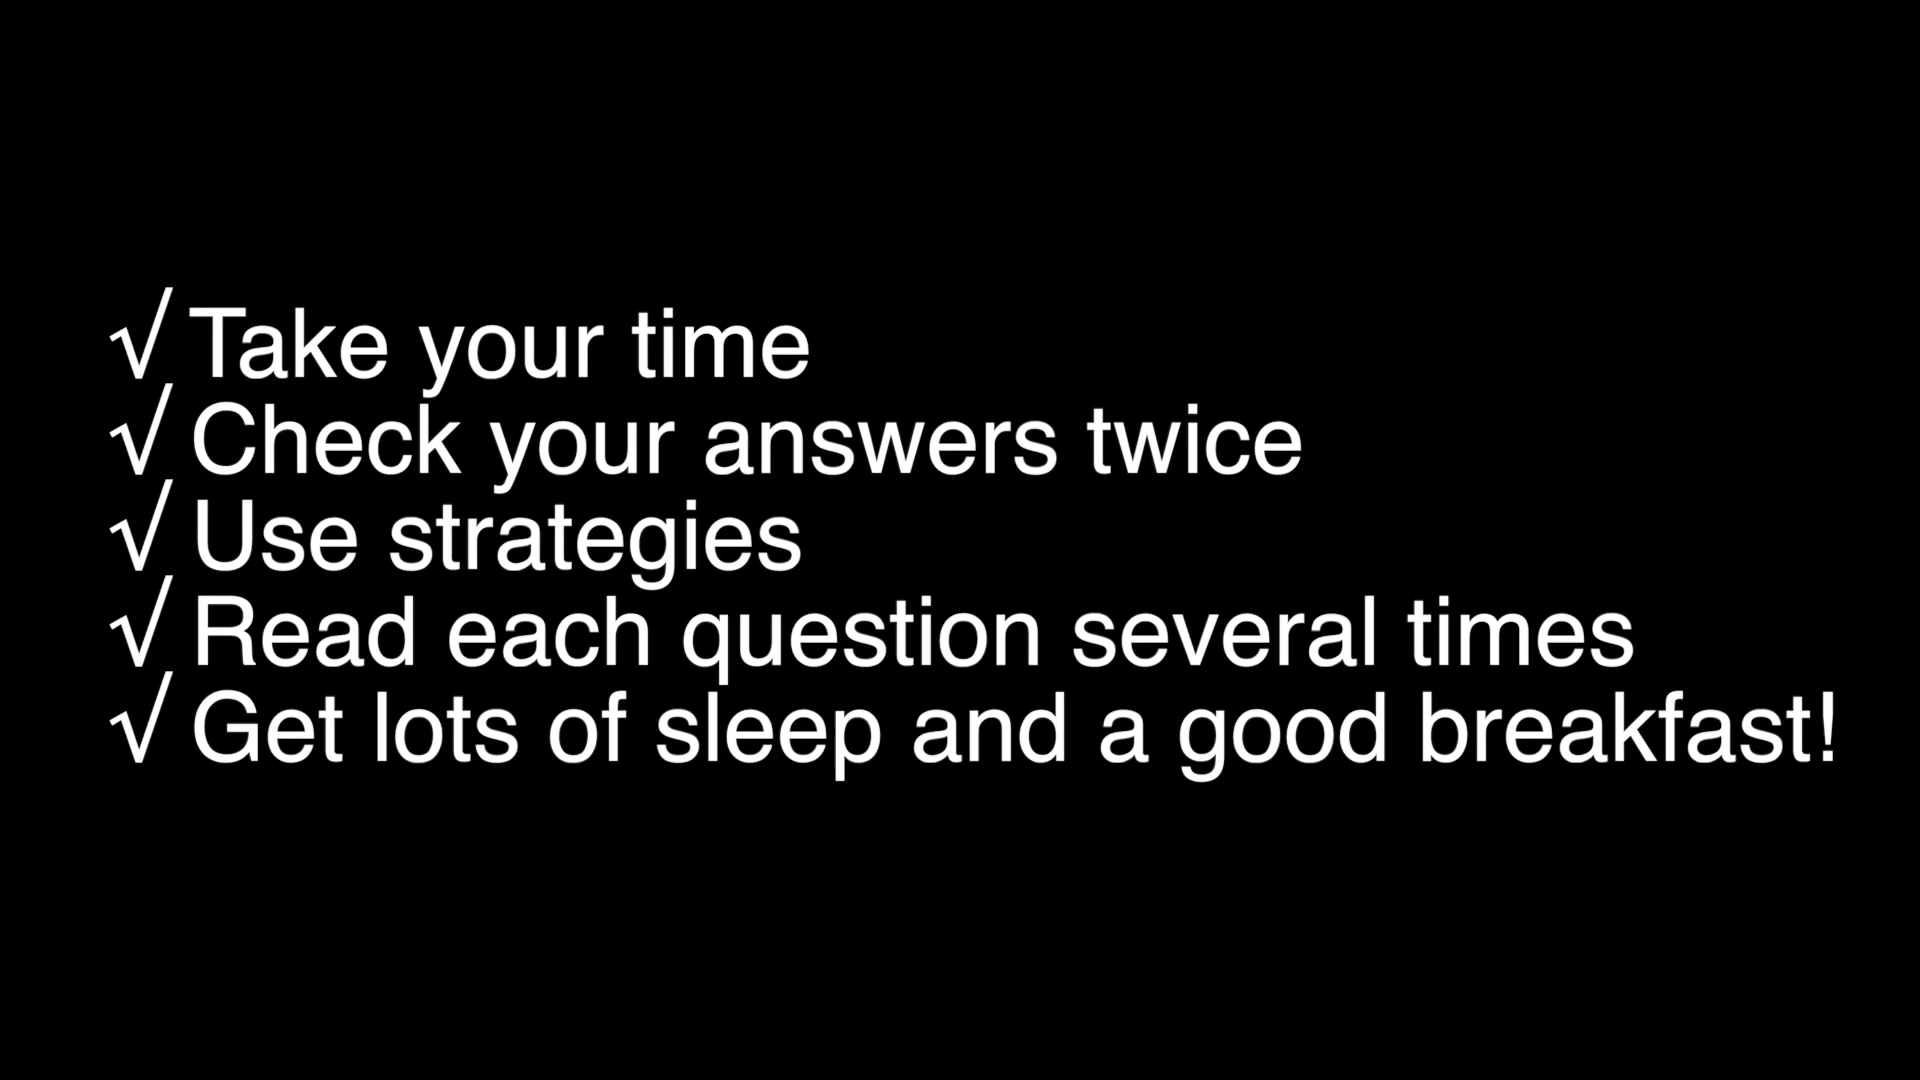 √ Take your time
√ Check your answers twice
√ Use strategies
√ Read each question several times
√ Get lots of sleep and a good breakfast!